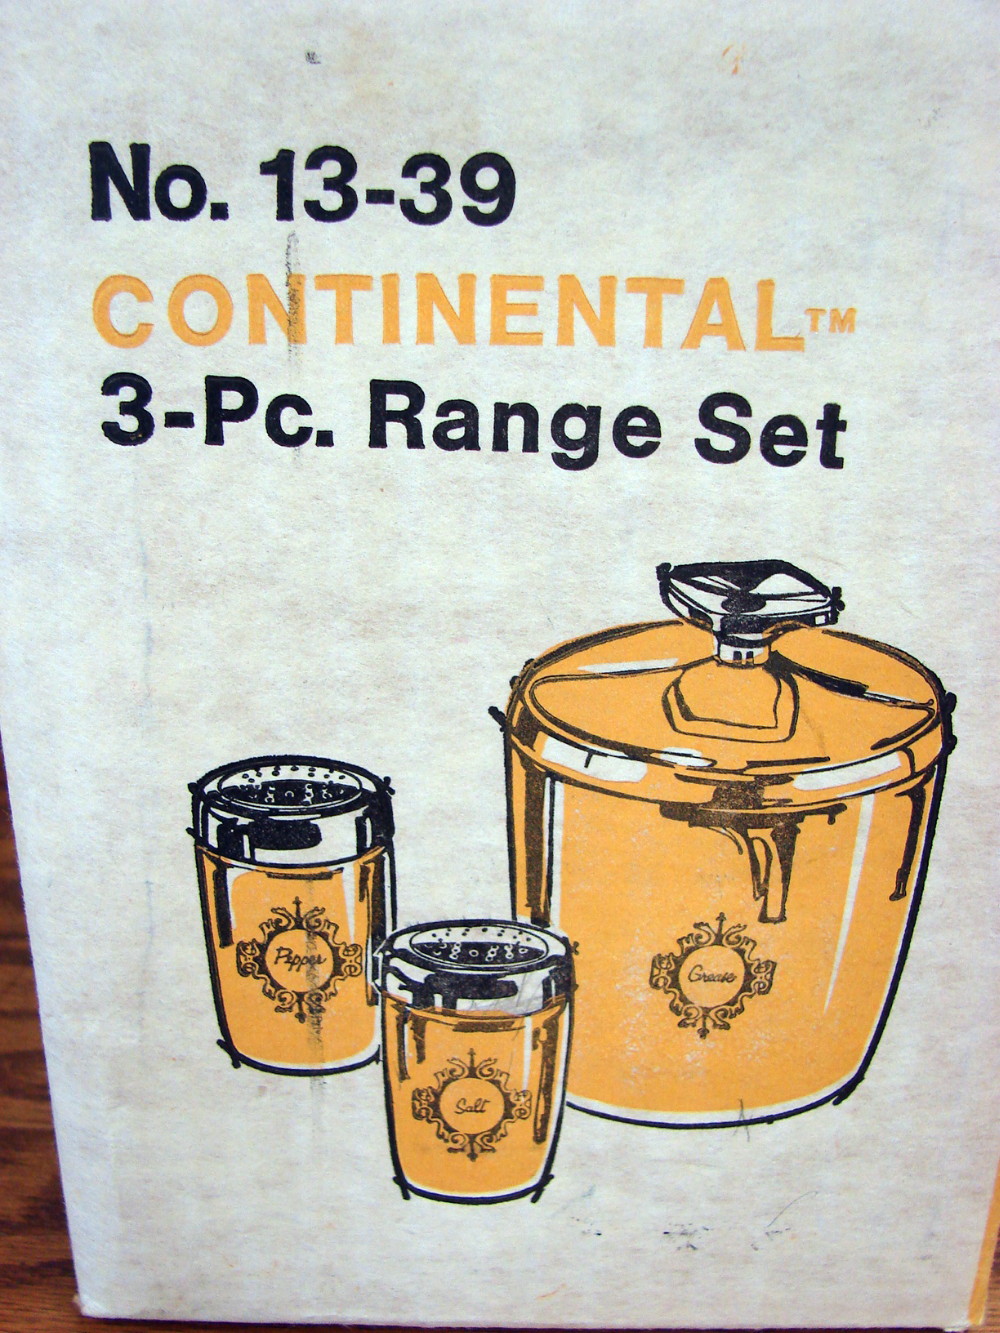 No. 13-39
CONTINENTAL™
3-Pc. Range Set
Pepper
Grease
Salt